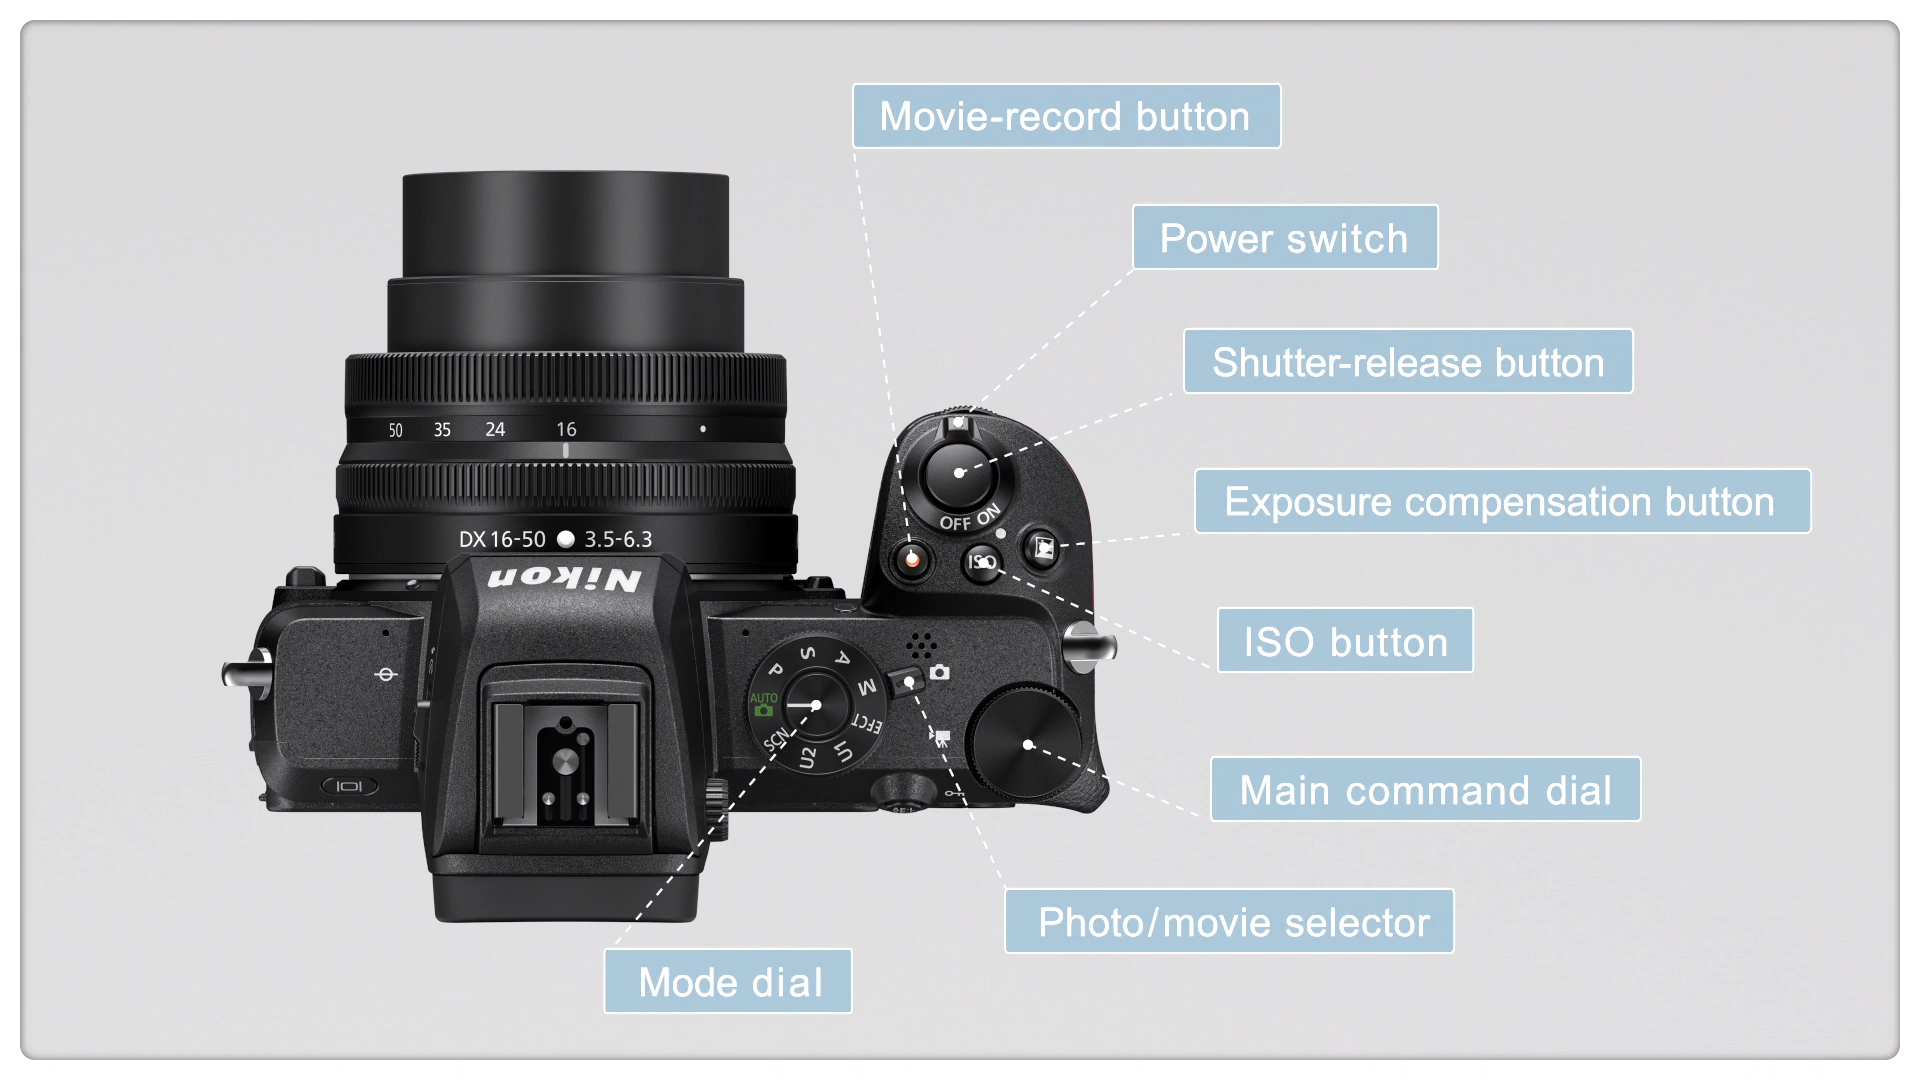 Movie-record button
Power switch
Shutter-release button
50 35 24 16
Exposure compensation button
OFF ON
DX 16-50 3.5-6.3
ISO
Nikon
ISO button
P S A M
AUTO
EFCT
SCN U2 U1
Main command dial
Photo/movie selector
Mode dial